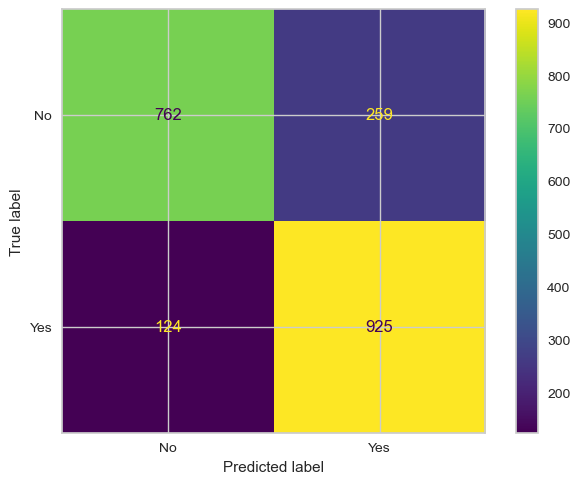 900
800
700
600
500
400
300
200
No
Yes
True label
762
259
124
925
No
Yes
Predicted label